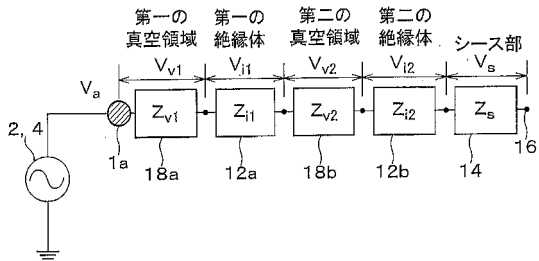 第一の 第一の 第二の 第二の
真空領域 絶縁体 真空領域 絶縁体 シース部
Va Vv1 Vi1 Vv2 Vi2 Vs
2, 4 Zv1 Zi1 Zv2 Zi2 Zs
1a 18a 12a 18b 12b 14 16